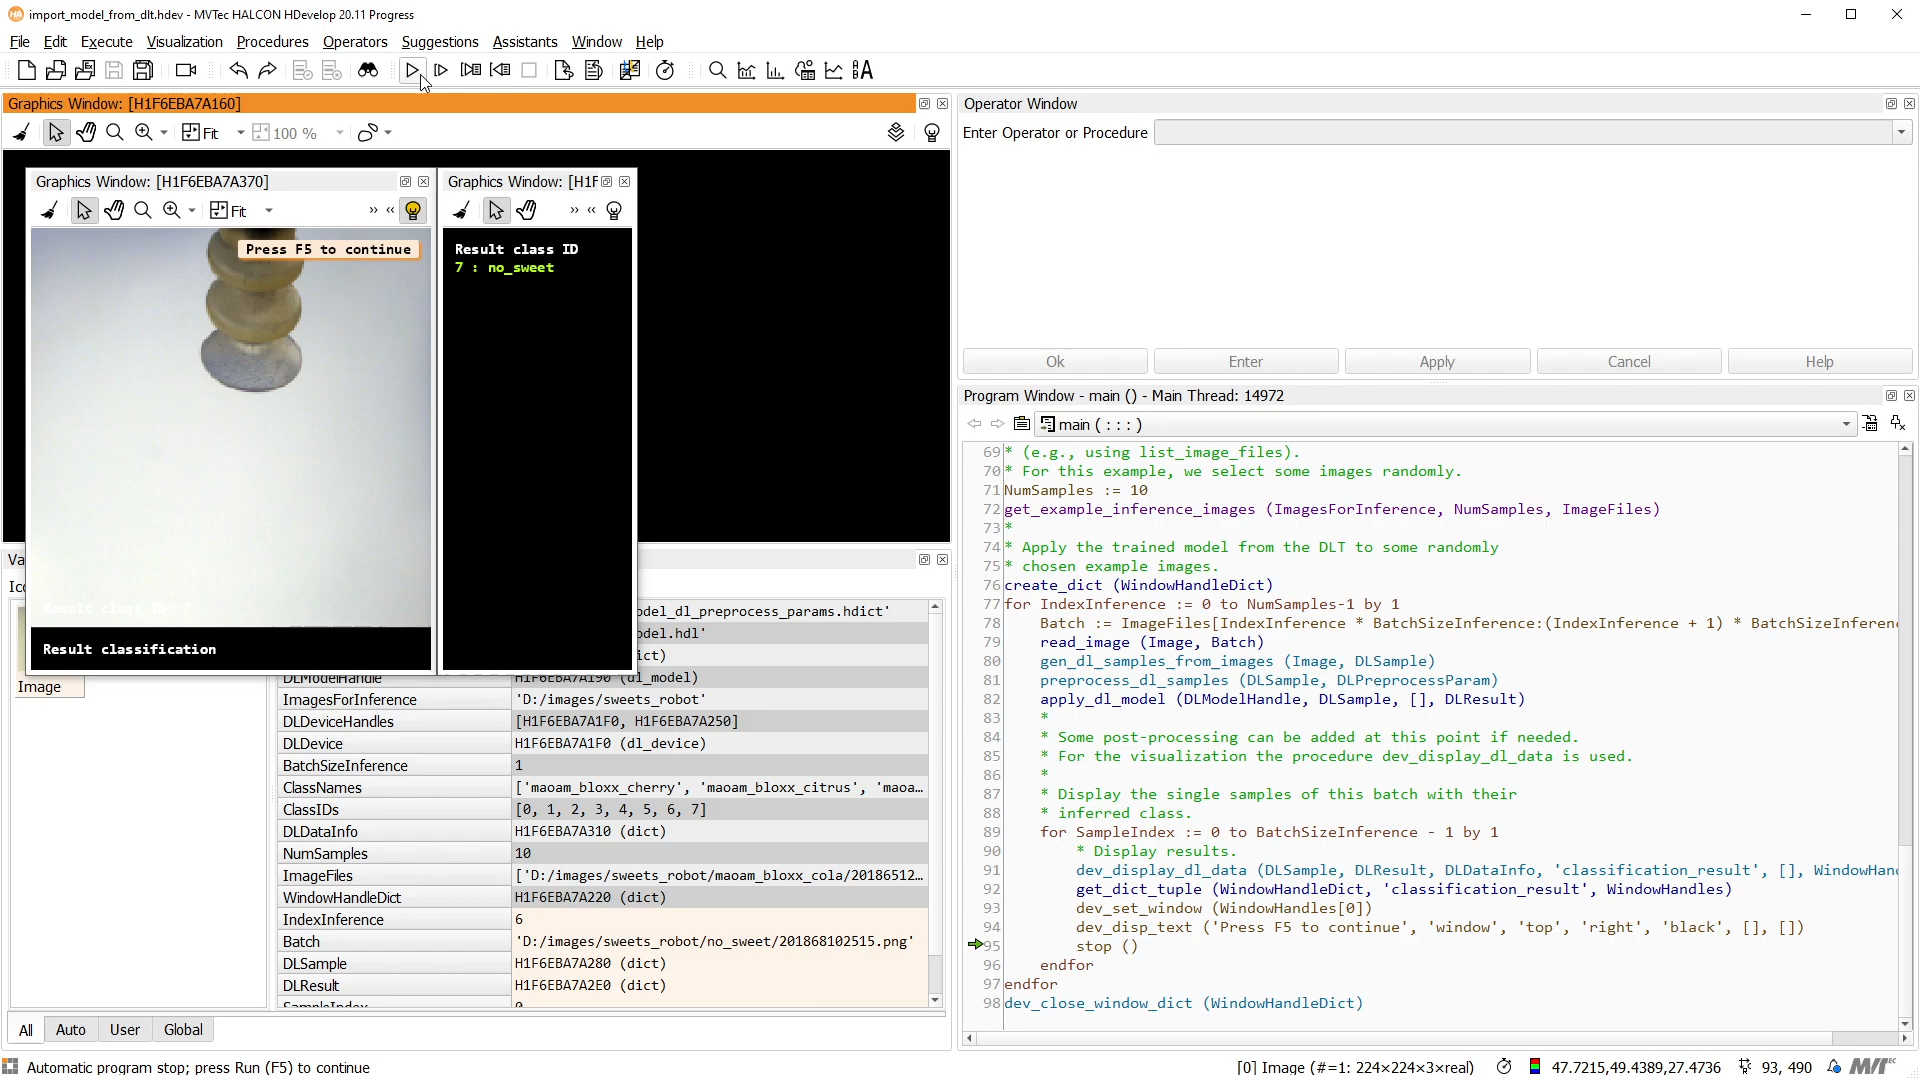 import_model_from_dlt.hdev - MVTec HALCON HDevelop 20.11 Progress
File Edit Execute Visualization Procedures Operators Suggestions Assistants Window Help
Graphics Window: [H1F6EBA7A160]
Fit 100 %
Graphics Window: [H1F6EBA7A370]
Fit
Press F5 to continue
Result classification
Graphics Window: [H1F
Result class ID
7 : no_sweet
Operator Window
Enter Operator or Procedure
Ok Enter Apply Cancel Help
Program Window - main () - Main Thread: 14972
main ( : : : )
69 * (e.g., using list_image_files).
70 * For this example, we select some images randomly.
71 NumSamples := 10
72 get_example_inference_images (ImagesForInference, NumSamples, ImageFiles)
73 *
74 * Apply the trained model from the DLT to some randomly
75 * chosen example images.
76 create_dict (WindowHandleDict)
77 for IndexInference := 0 to NumSamples-1 by 1
78 Batch := ImageFiles[IndexInference * BatchSizeInference:(IndexInference + 1) * BatchSizeInferen
79 read_image (Image, Batch)
80 gen_dl_samples_from_images (Image, DLSample)
81 preprocess_dl_samples (DLSample, DLPreprocessParam)
82 apply_dl_model (DLModelHandle, DLSample, [], DLResult)
83 *
84 * Some post-processing can be added at this point if needed.
85 * For the visualization the procedure dev_display_dl_data is used.
86 *
87 * Display the single samples of this batch with their
88 * inferred class.
89 for SampleIndex := 0 to BatchSizeInference - 1 by 1
90 * Display results.
91 dev_display_dl_data (DLSample, DLResult, DLDataInfo, 'classification_result', [], WindowHan
92 get_dict_tuple (WindowHandleDict, 'classification_result', WindowHandles)
93 dev_set_window (WindowHandles[0])
94 dev_disp_text ('Press F5 to continue', 'window', 'top', 'right', 'black', [], [])
95 stop ()
96 endfor
97 endfor
98 dev_close_window_dict (WindowHandleDict)
Image
odel_dl_preprocess_params.hdict'
odel.hdl'
ict)
DLModelHandle H1F6EBA7A190 (dl_model)
ImagesForInference 'D:/images/sweets_robot'
DLDeviceHandles [H1F6EBA7A1F0, H1F6EBA7A250]
DLDevice H1F6EBA7A1F0 (dl_device)
BatchSizeInference 1
ClassNames ['maoam_bloxx_cherry', 'maoam_bloxx_citrus', 'maoa...
ClassIDs [0, 1, 2, 3, 4, 5, 6, 7]
DLDataInfo H1F6EBA7A310 (dict)
NumSamples 10
ImageFiles ['D:/images/sweets_robot/maoam_bloxx_cola/20186512...
WindowHandleDict H1F6EBA7A220 (dict)
IndexInference 6
Batch 'D:/images/sweets_robot/no_sweet/201868102515.png'
DLSample H1F6EBA7A280 (dict)
DLResult H1F6EBA7A2E0 (dict)
SampleIndex 0
All Auto User Global
Automatic program stop; press Run (F5) to continue
[0] Image (#=1: 224×224×3×real) 47.7215,49.4389,27.4736 93, 490